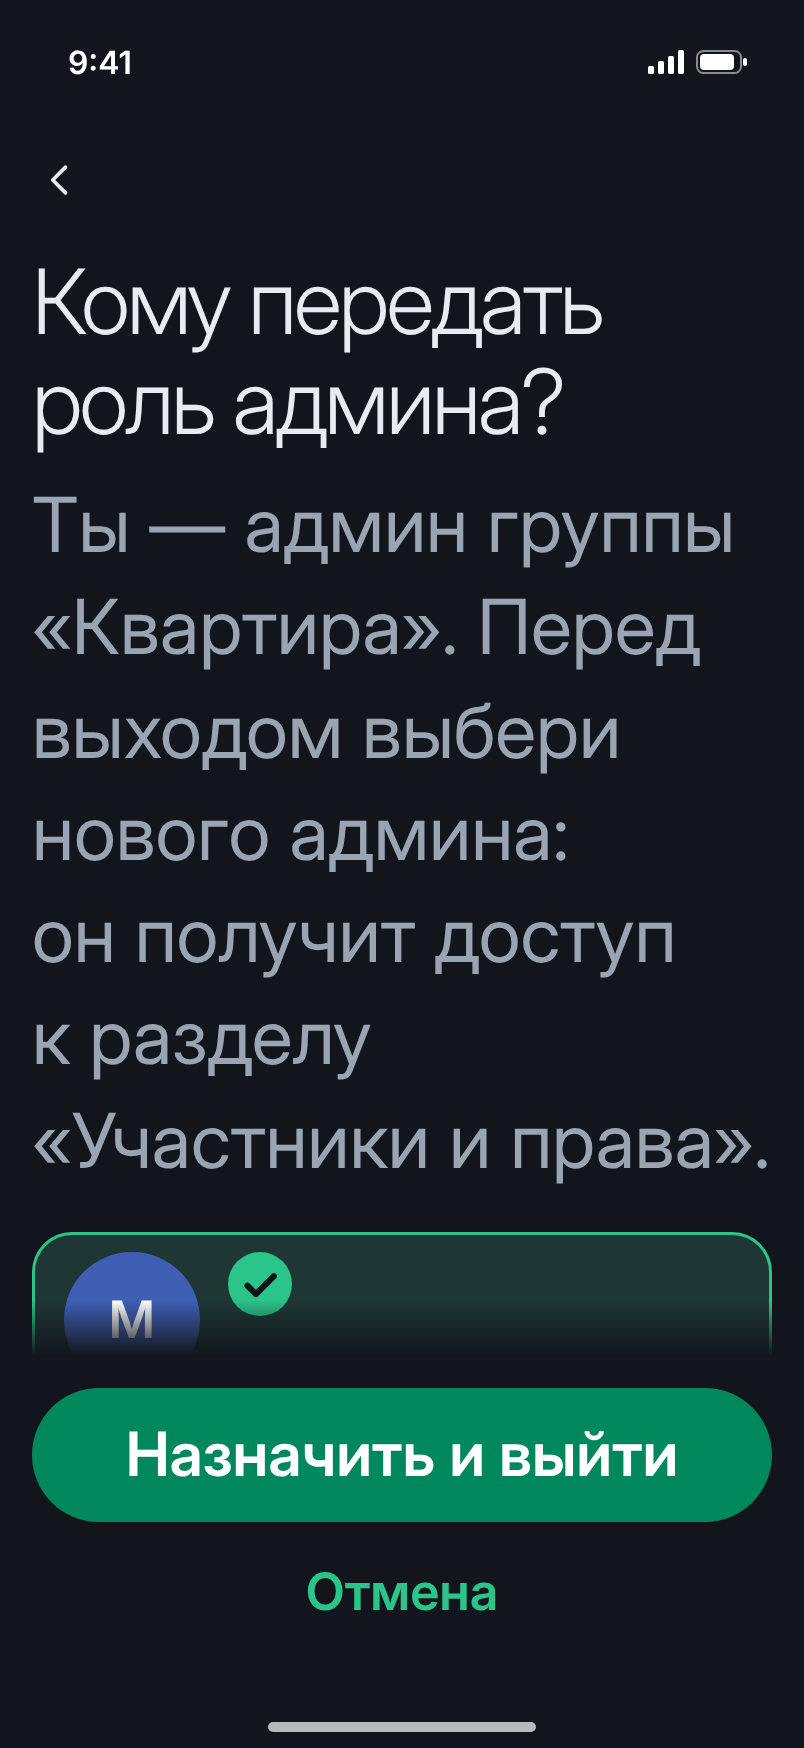 9:41
Кому передать
роль админа?
Ты — админ группы
«Квартира». Перед
выходом выбери
нового админа:
он получит доступ
к разделу
«Участники и права».
М
Назначить и выйти
Отмена